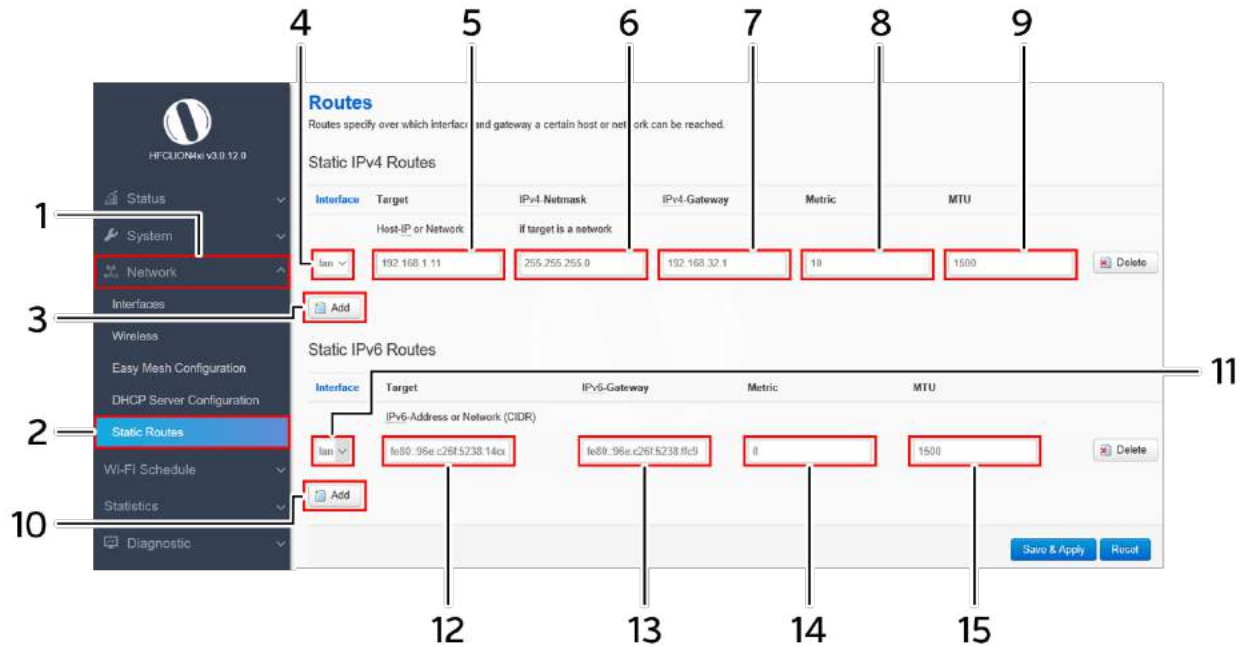 4 5 6 7 8 9
HFCLION4xi v3.0.12.0
Routes
Routes specify over which interface and gateway a certain host or network can be reached.
Static IPv4 Routes
1
Status
System
Network
Interfaces
Wireless
Easy Mesh Configuration
DHCP Server Configuration
2
Static Routes
Wi-Fi Schedule
Statistics
Diagnostic
Interface Target IPv4-Netmask IPv4-Gateway Metric MTU
Host-IP or Network if target is a network
lan 192.168.1.11 255.255.255.0 192.168.32.1 10 1500 Delete
3
Add
Static IPv6 Routes
11
Interface Target IPv6-Gateway Metric MTU
IPv6-Address or Network (CIDR)
lan 1500 Delete
10
Add
Save & Apply Reset
12 13 14 15